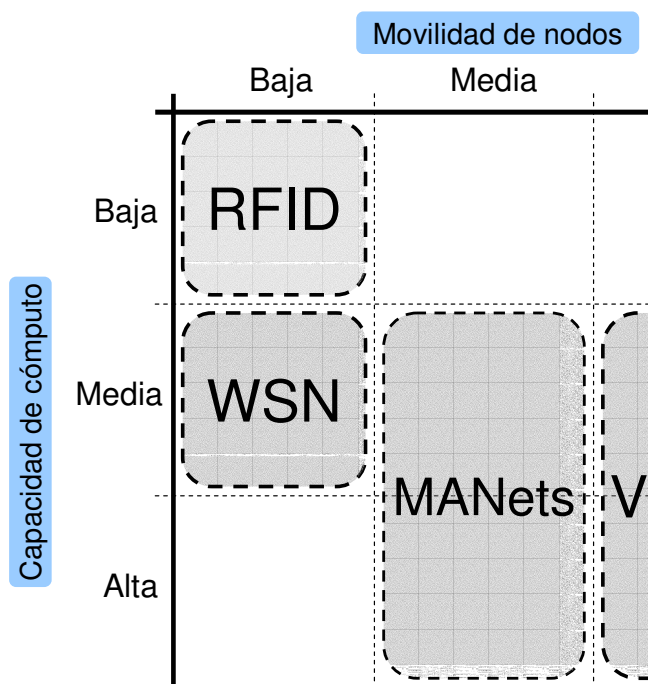 Movilidad de nodos
Baja
Media
Baja
RFID
Capacidad de cómputo
Media
WSN
MANets
V
Alta